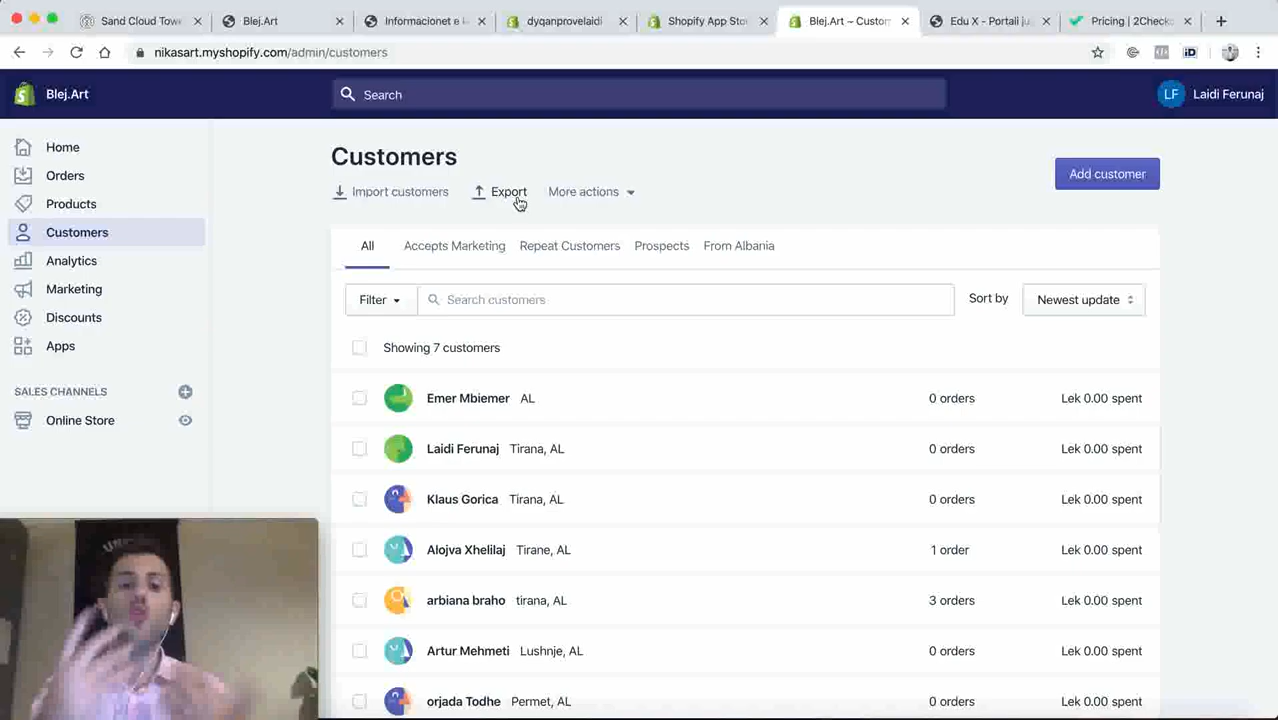 Sand Cloud Tow
Blej.Art
Informacionet e k
dyqanprovelaidi
Shopify App Sto
Blej.Art ~ Custom
Edu X - Portali ju
Pricing | 2Checko
nikasart.myshopify.com/admin/customers
iD
Blej.Art
Search
LF
Laidi Ferunaj
Home
Orders
Products
Customers
Analytics
Marketing
Discounts
Apps
SALES CHANNELS
Online Store
Customers
Import customers
Export
More actions
Add customer
All
Accepts Marketing
Repeat Customers
Prospects
From Albania
Filter
Search customers
Sort by
Newest update
Showing 7 customers
Emer Mbiemer AL 0 orders Lek 0.00 spent
Laidi Ferunaj Tirana, AL 0 orders Lek 0.00 spent
Klaus Gorica Tirana, AL 0 orders Lek 0.00 spent
Alojva Xhelilaj Tirane, AL 1 order Lek 0.00 spent
arbiana braho tirana, AL 3 orders Lek 0.00 spent
Artur Mehmeti Lushnje, AL 0 orders Lek 0.00 spent
orjada Todhe Permet, AL 0 orders Lek 0.00 spent